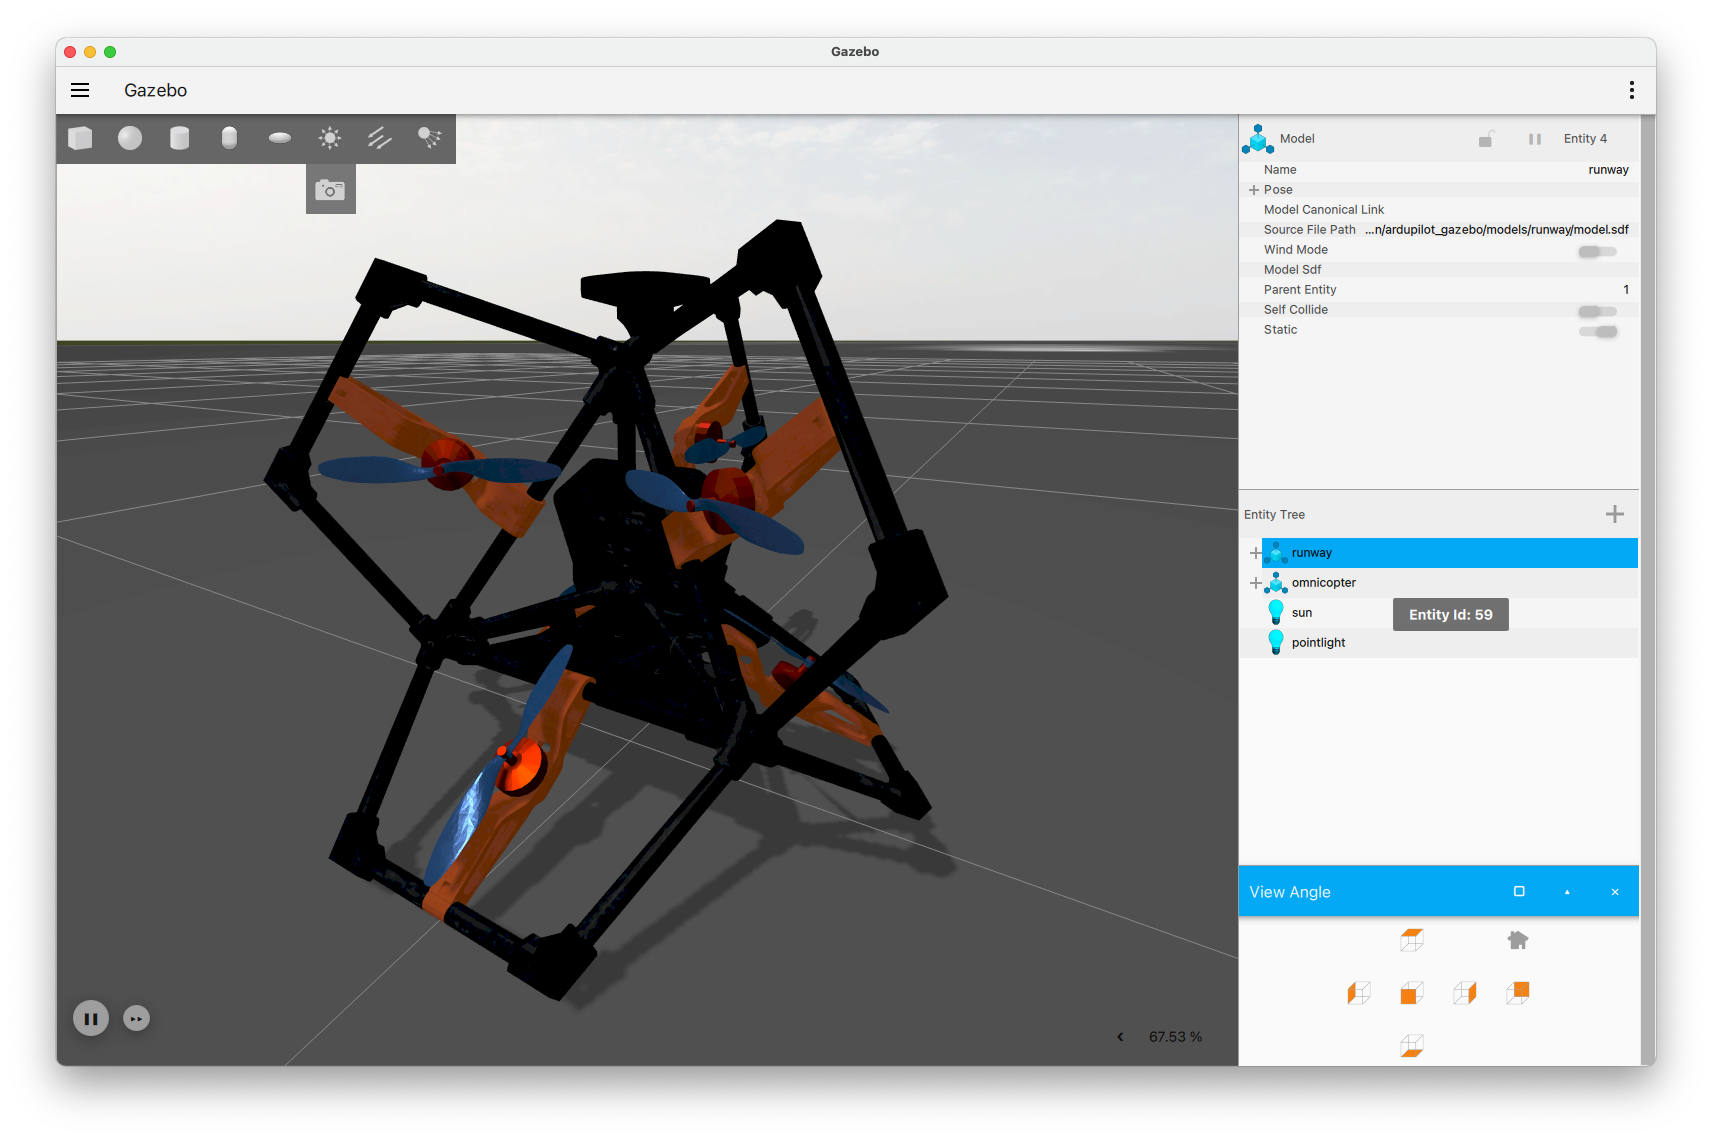 Gazebo
Gazebo
Model Entity 4
Name runway
Pose
Model Canonical Link
Source File Path ...n/ardupilot_gazebo/models/runway/model.sdf
Wind Mode
Model Sdf
Parent Entity 1
Self Collide
Static
Entity Tree
runway
omnicopter
sun
Entity Id: 59
pointlight
View Angle
67.53 %